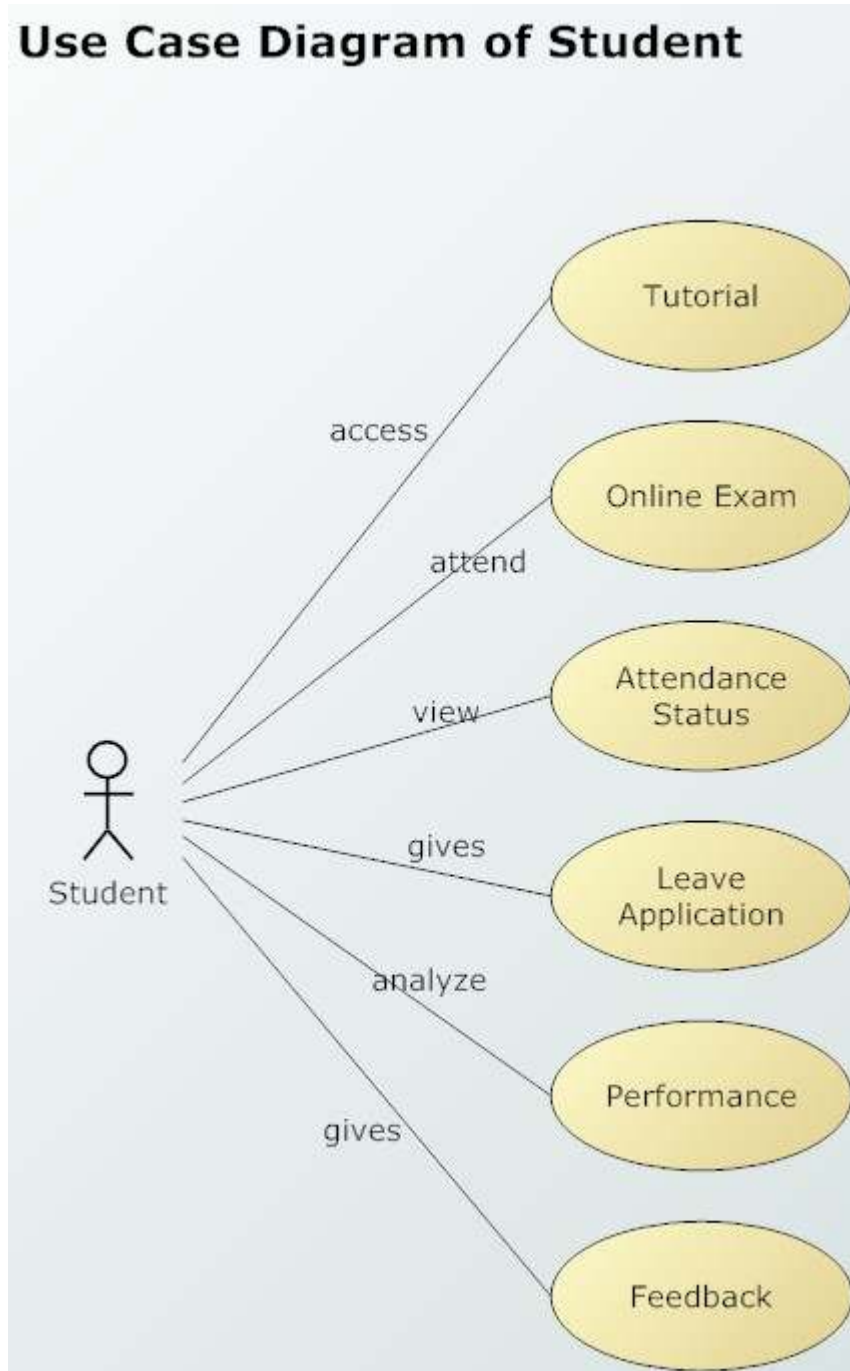 Use Case Diagram of Student
Tutorial
access
Online Exam
attend
Attendance
Status
view
gives
Leave
Application
Student
analyze
Performance
gives
Feedback